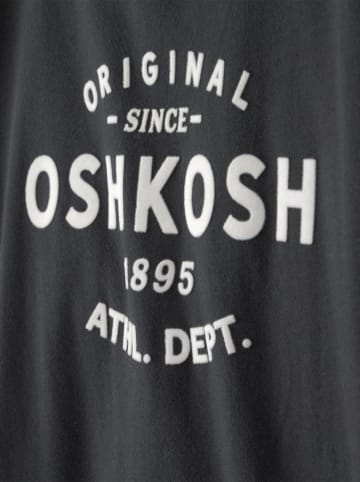 ORIGINAL
- SINCE -
OSHKOSH
1895
ATHL. DEPT.